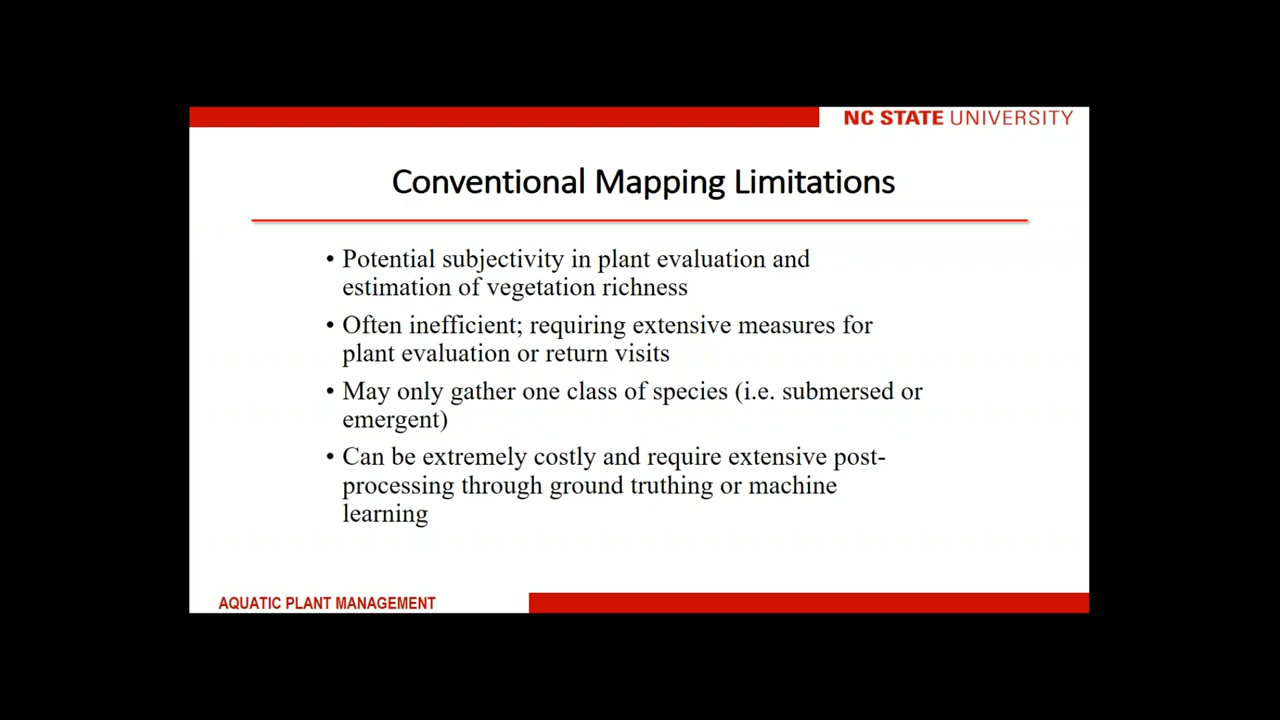 NC STATE UNIVERSITY
Conventional Mapping Limitations
• Potential subjectivity in plant evaluation and
estimation of vegetation richness
• Often inefficient; requiring extensive measures for
plant evaluation or return visits
• May only gather one class of species (i.e. submersed or
emergent)
• Can be extremely costly and require extensive post-
processing through ground truthing or machine
learning
AQUATIC PLANT MANAGEMENT